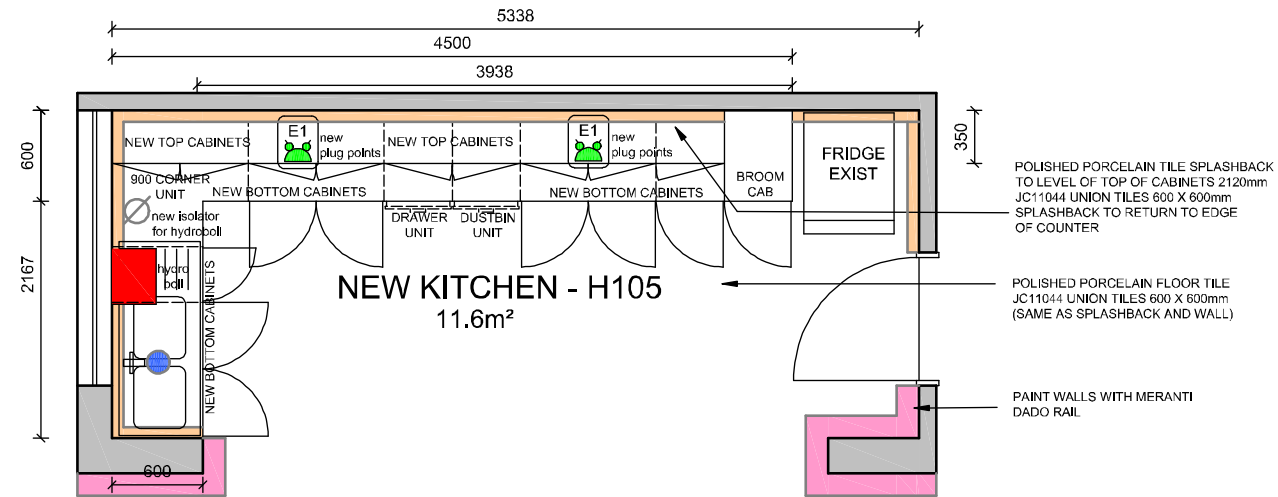 5338
4500
3938
600
2167
350
600
NEW TOP CABINETS
E1
new
plug points
NEW TOP CABINETS
E1
new
plug points
FRIDGE
EXIST
900 CORNER
UNIT
NEW BOTTOM CABINETS
NEW BOTTOM CABINETS
BROOM
CAB
new isolator
for hydroboil
DRAWER
UNIT
DUSTBIN
UNIT
hydro
boil
NEW BOTTOM CABINETS
NEW KITCHEN - H105
11.6m²
POLISHED PORCELAIN TILE SPLASHBACK
TO LEVEL OF TOP OF CABINETS 2120mm
JC11044 UNION TILES 600 X 600mm
SPLASHBACK TO RETURN TO EDGE
OF COUNTER
POLISHED PORCELAIN FLOOR TILE
JC11044 UNION TILES 600 X 600mm
(SAME AS SPLASHBACK AND WALL)
PAINT WALLS WITH MERANTI
DADO RAIL